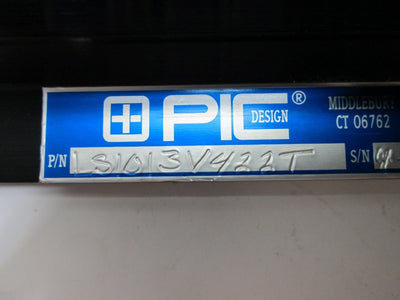 PIC® DESIGN MIDDLEBURY
CT 06762
P/N LS1013V422T S/N